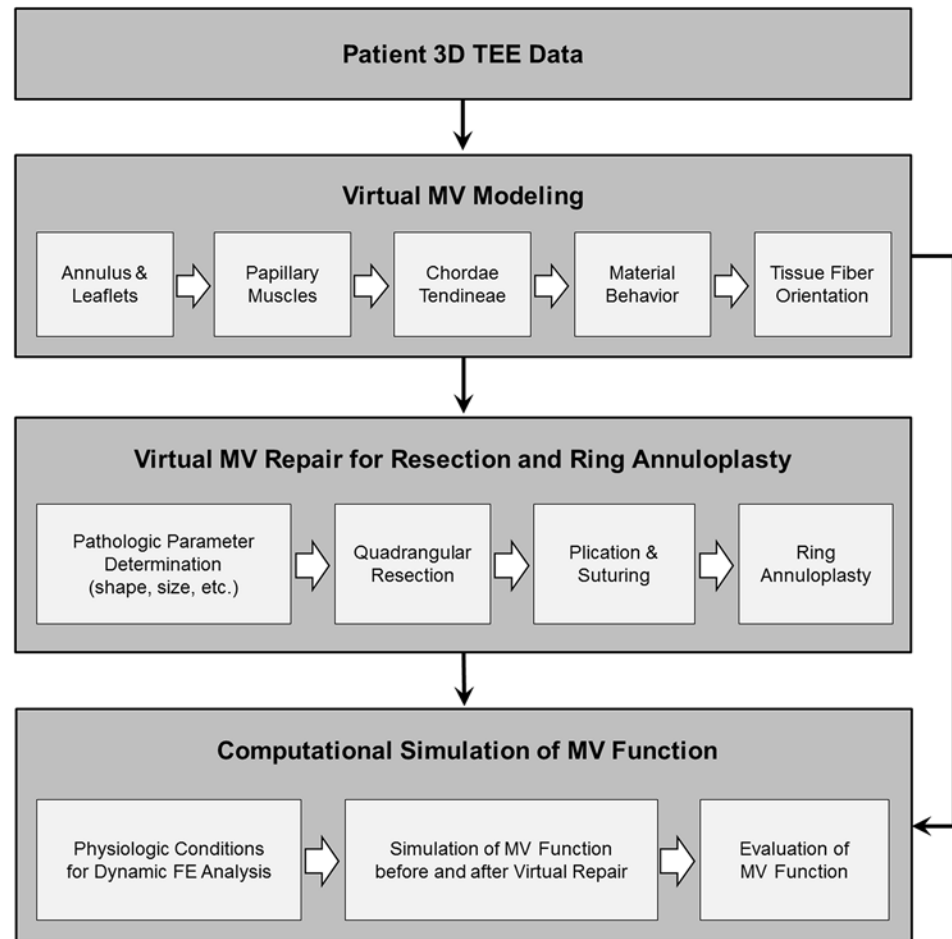 Patient 3D TEE Data
Virtual MV Modeling
Annulus &
Leaflets
Papillary
Muscles
Chordae
Tendineae
Material
Behavior
Tissue Fiber
Orientation
Virtual MV Repair for Resection and Ring Annuloplasty
Pathologic Parameter
Determination
(shape, size, etc.)
Quadrangular
Resection
Plication &
Suturing
Ring
Annuloplasty
Computational Simulation of MV Function
Physiologic Conditions
for Dynamic FE Analysis
Simulation of MV Function
before and after Virtual Repair
Evaluation of
MV Function